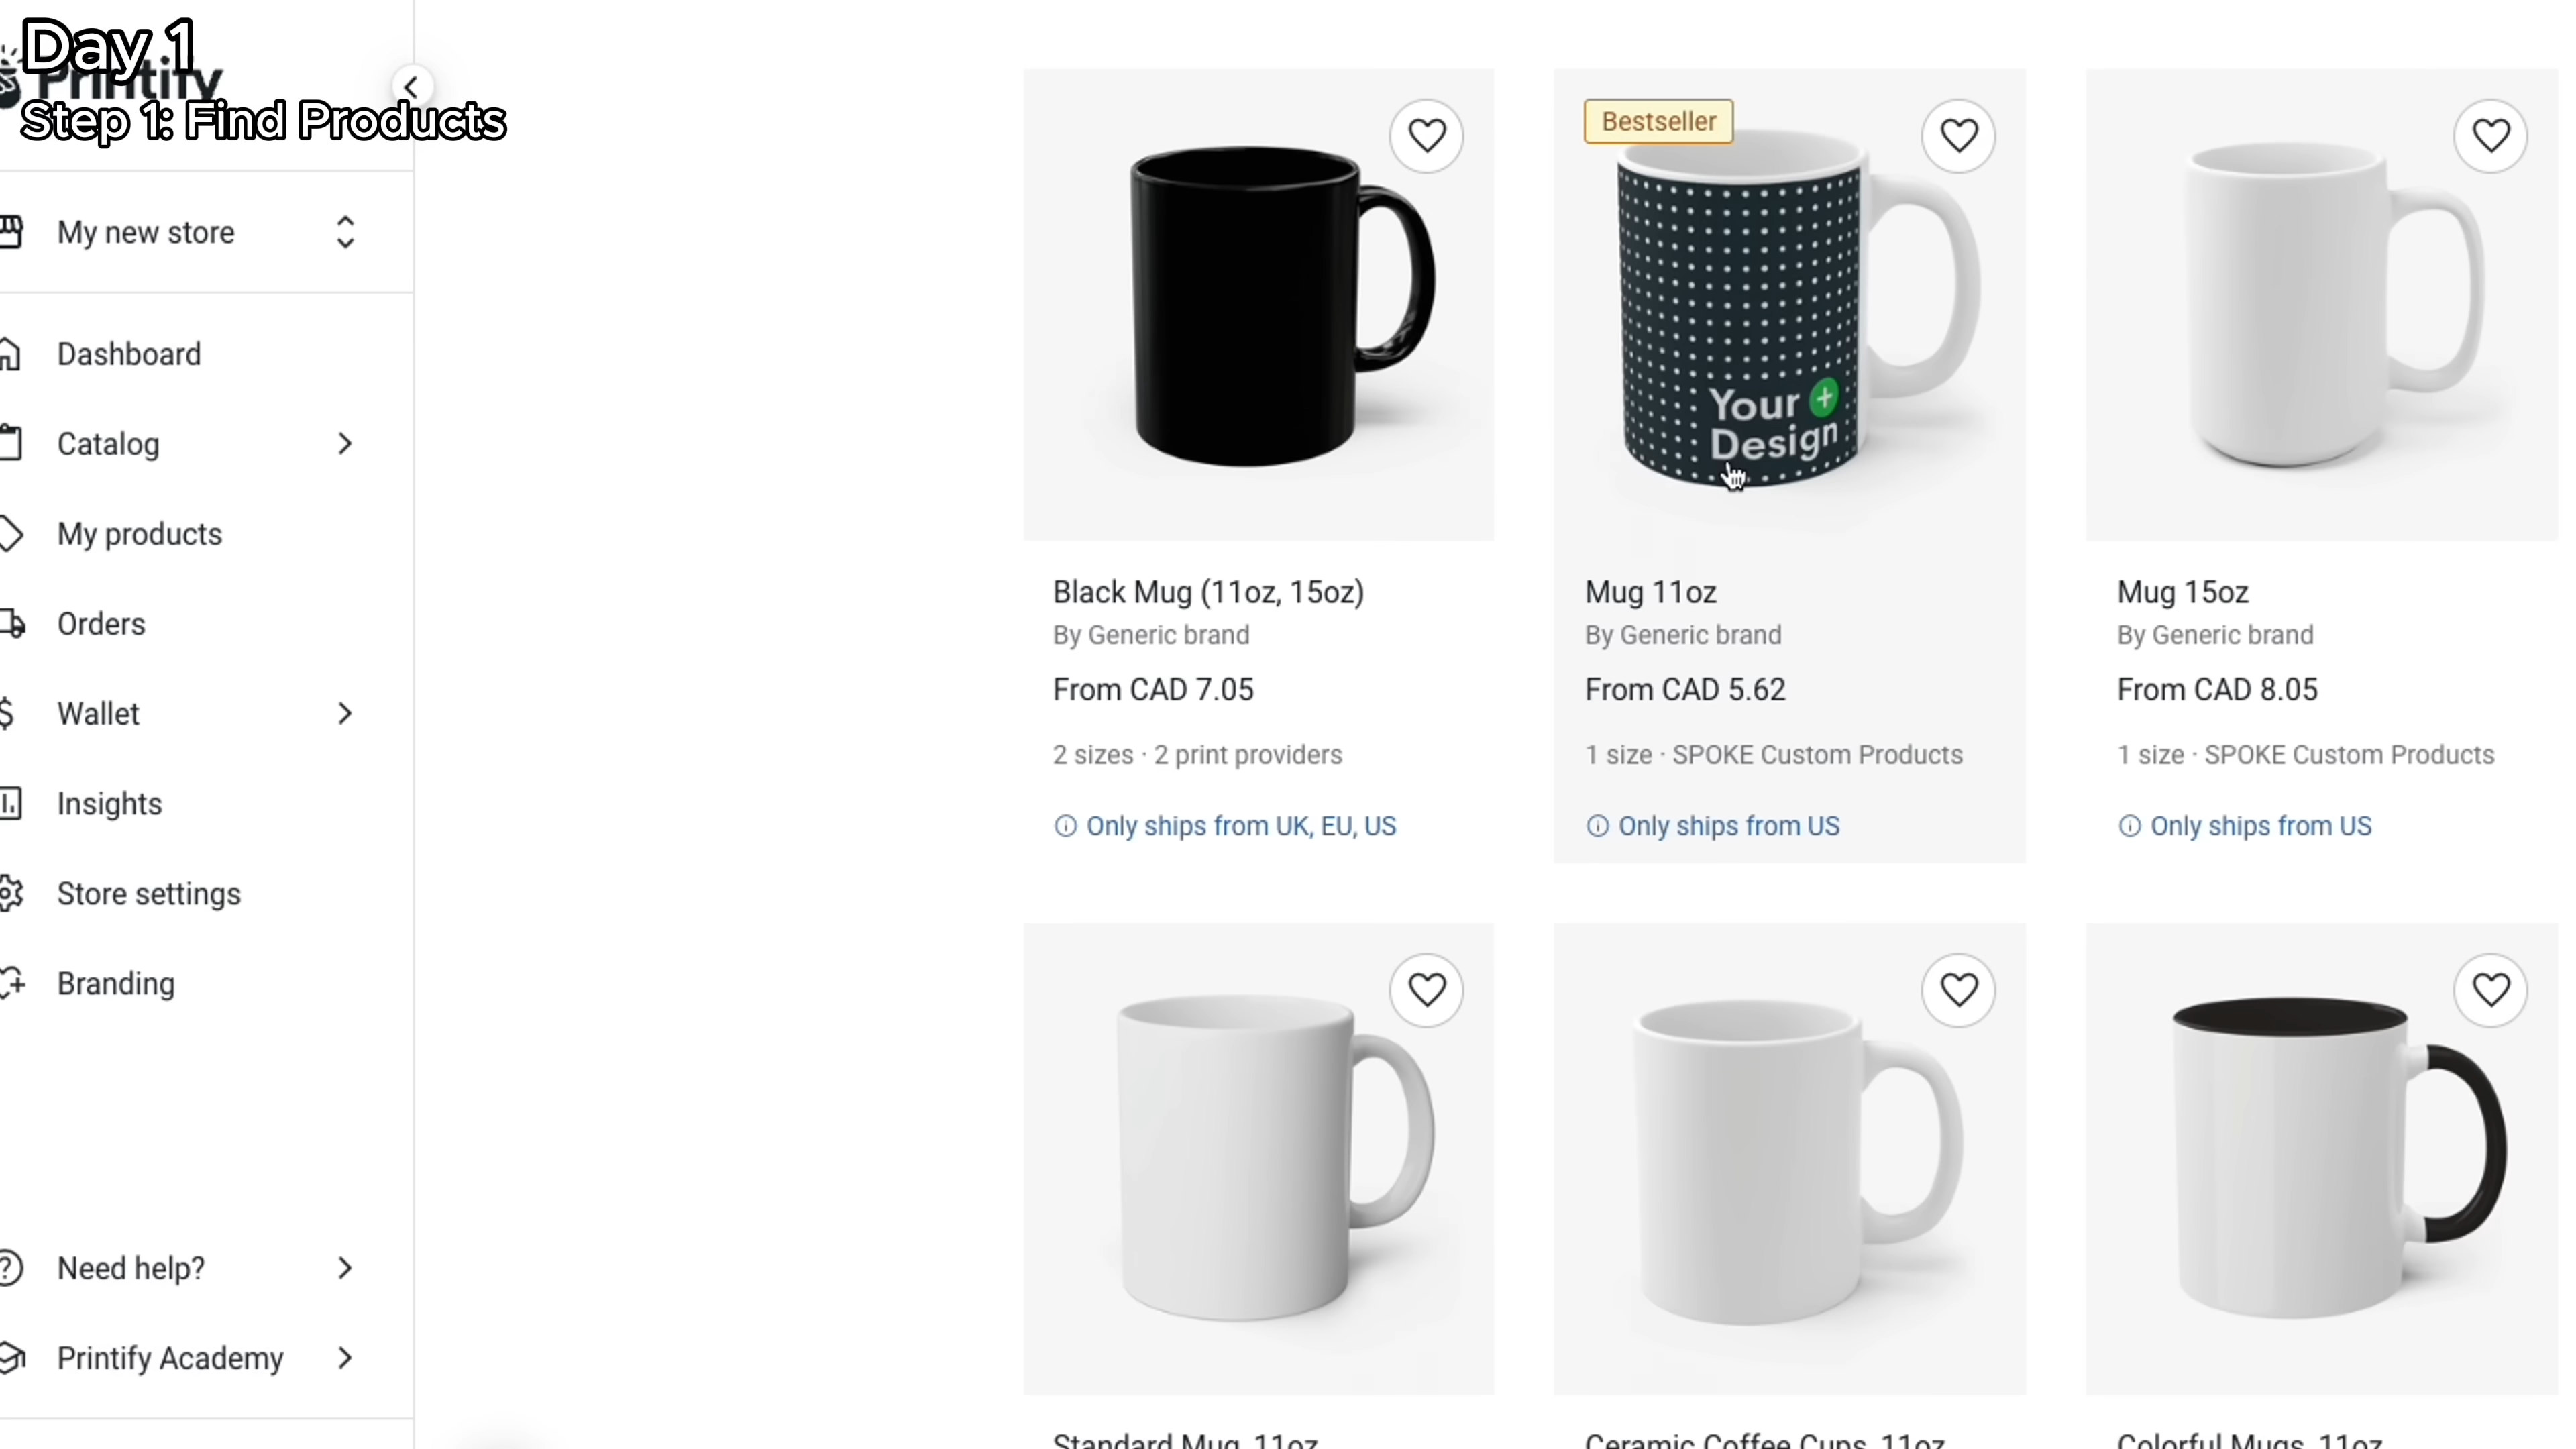 Day 1
Printify
Step 1: Find Products
My new store
Dashboard
Catalog
My products
Orders
Wallet
Insights
Store settings
Branding
Need help?
Printify Academy
Black Mug (11oz, 15oz)
By Generic brand
From CAD 7.05
2 sizes · 2 print providers
Only ships from UK, EU, US
Bestseller
Your
Design
Mug 11oz
By Generic brand
From CAD 5.62
1 size · SPOKE Custom Products
Only ships from US
Mug 15oz
By Generic brand
From CAD 8.05
1 size · SPOKE Custom Products
Only ships from US
Standard Mug, 11oz
Ceramic Coffee Cups, 11oz
Colorful Mugs, 11oz